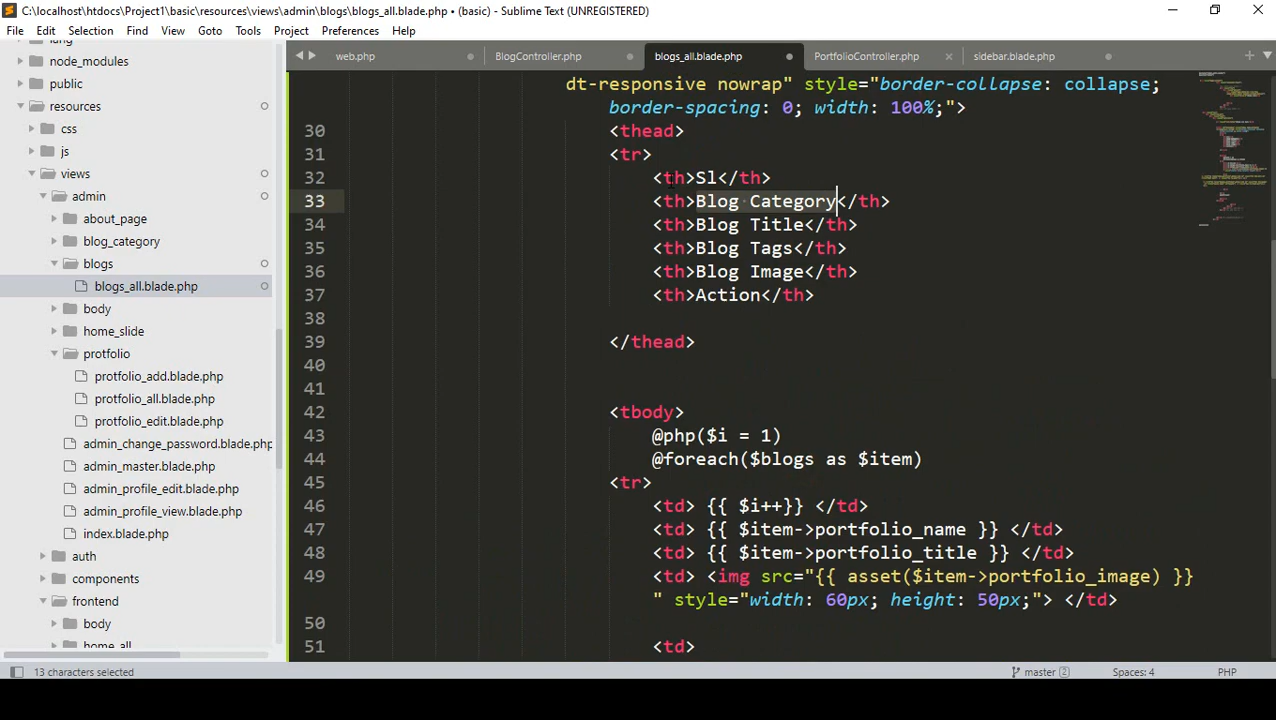 C:\localhost\htdocs\Project1\basic\resources\views\admin\blogs\blogs_all.blade.php • (basic) - Sublime Text (UNREGISTERED)
File Edit Selection Find View Goto Tools Project Preferences Help
web.php BlogController.php blogs_all.blade.php PortfolioController.php sidebar.blade.php
node_modules
public
resources
css
js
views
admin
about_page
blog_category
blogs
blogs_all.blade.php
body
home_slide
protfolio
protfolio_add.blade.php
protfolio_all.blade.php
protfolio_edit.blade.php
admin_change_password.blade.php
admin_master.blade.php
admin_profile_edit.blade.php
admin_profile_view.blade.php
index.blade.php
auth
components
frontend
body
home_all
dt-responsive nowrap" style="border-collapse: collapse;
border-spacing: 0; width: 100%;">
30 <thead>
31 <tr>
32 <th>Sl</th>
33 <th>Blog Category</th>
34 <th>Blog Title</th>
35 <th>Blog Tags</th>
36 <th>Blog Image</th>
37 <th>Action</th>
38
39 </thead>
40
41
42 <tbody>
43 @php($i = 1)
44 @foreach($blogs as $item)
45 <tr>
46 <td> {{ $i++}} </td>
47 <td> {{ $item->portfolio_name }} </td>
48 <td> {{ $item->portfolio_title }} </td>
49 <td> <img src="{{ asset($item->portfolio_image) }}
" style="width: 60px; height: 50px;"> </td>
50
51 <td>
13 characters selected master 2 Spaces: 4 PHP